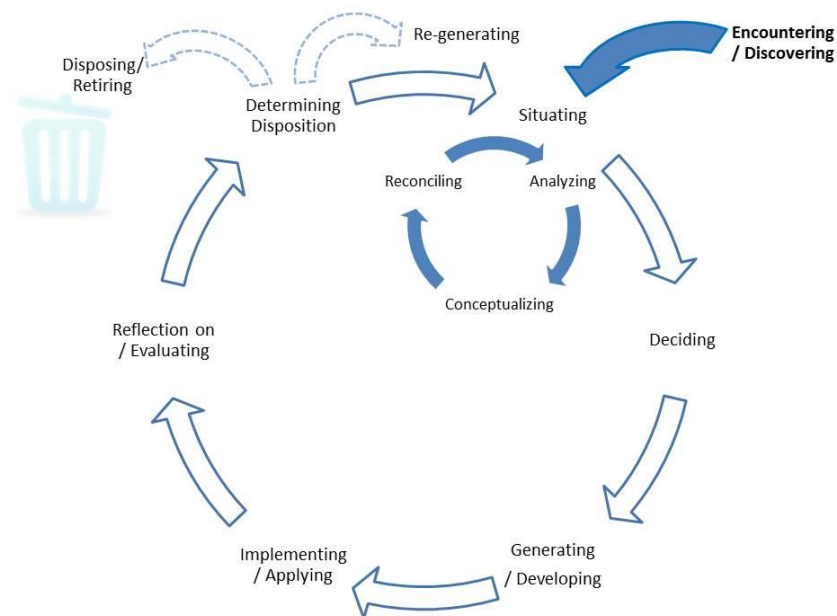 Encountering
/ Discovering
Re-generating
Disposing/
Retiring
Determining
Disposition
Situating
Reconciling
Analyzing
Conceptualizing
Reflection on
/ Evaluating
Deciding
Implementing
/ Applying
Generating
/ Developing